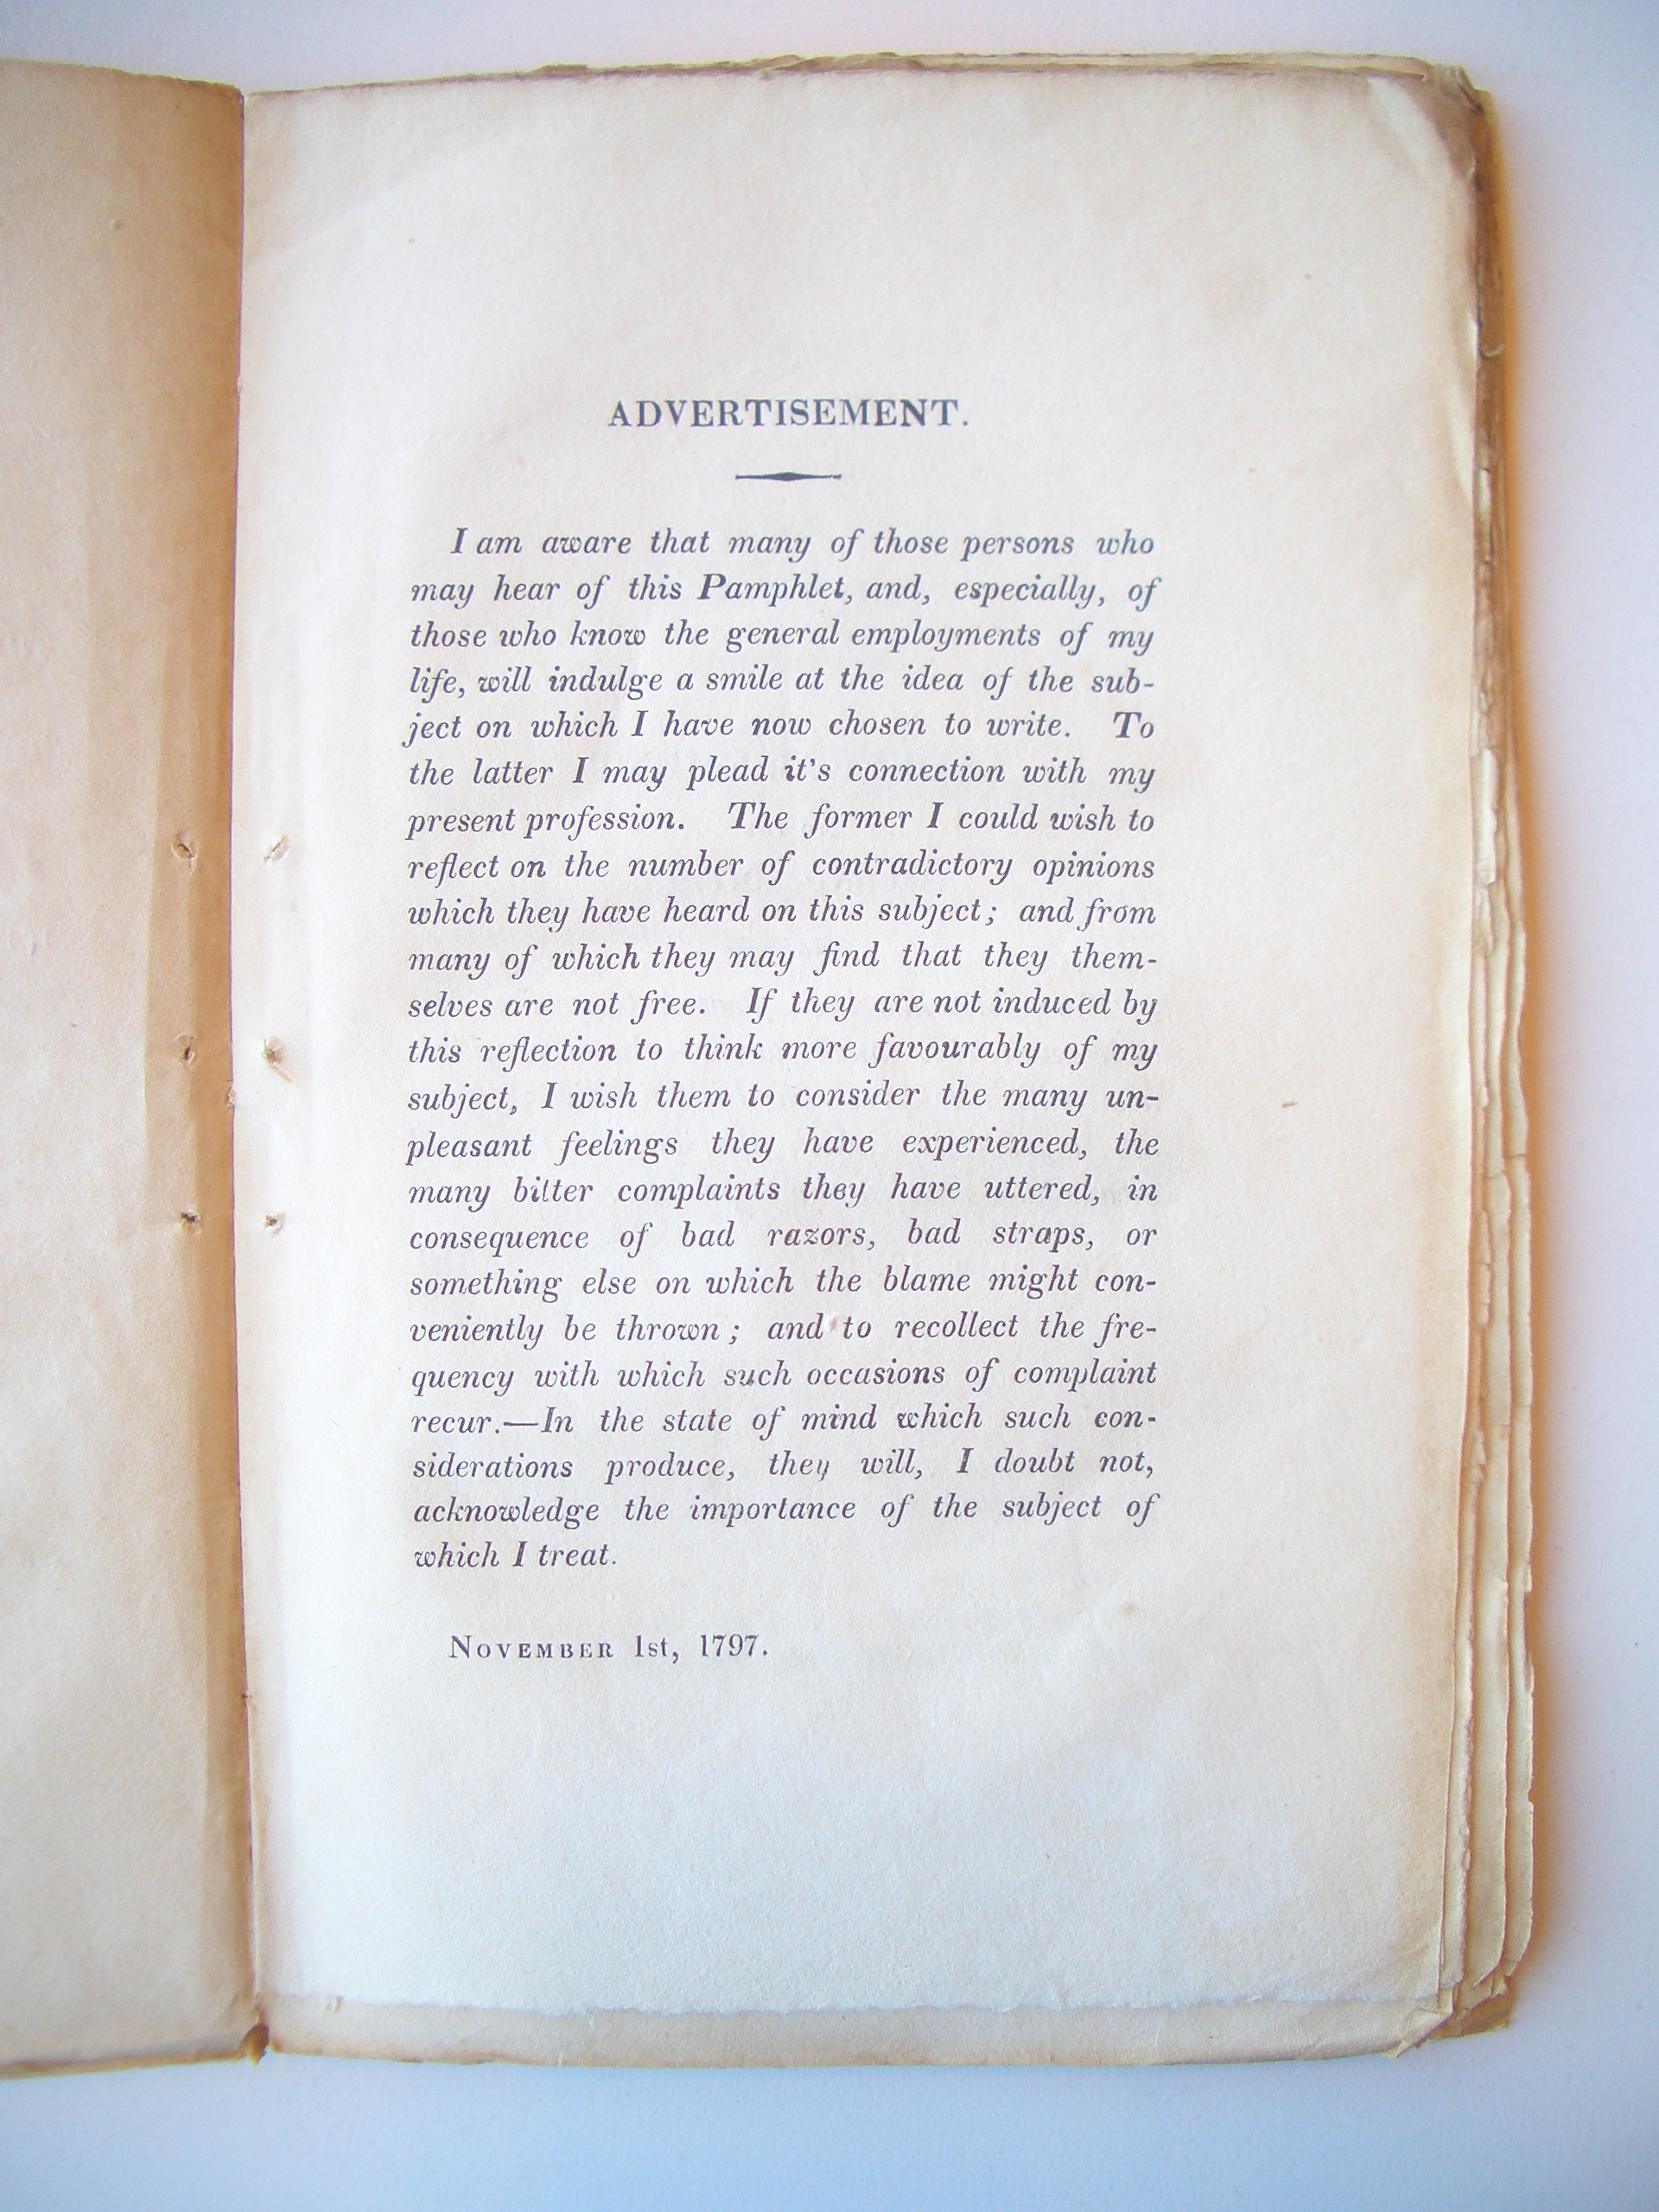 ADVERTISEMENT.
I am aware that many of those persons who
may hear of this Pamphlet, and, especially, of
those who know the general employments of my
life, will indulge a smile at the idea of the sub-
ject on which I have now chosen to write. To
the latter I may plead it's connection with my
present profession. The former I could wish to
reflect on the number of contradictory opinions
which they have heard on this subject; and from
many of which they may find that they them-
selves are not free. If they are not induced by
this reflection to think more favourably of my
subject, I wish them to consider the many un-
pleasant feelings they have experienced, the
many bitter complaints they have uttered, in
consequence of bad razors, bad straps, or
something else on which the blame might con-
veniently be thrown; and to recollect the fre-
quency with which such occasions of complaint
recur.—In the state of mind which such con-
siderations produce, they will, I doubt not,
acknowledge the importance of the subject of
which I treat.
NOVEMBER 1st, 1797.